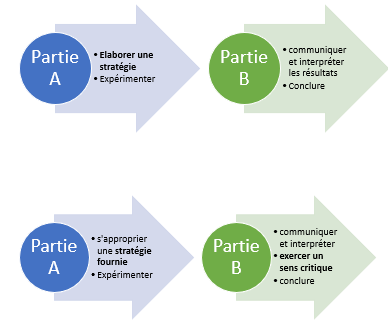 Partie
A
• Elaborer une
stratégie
• Expérimenter
Partie
B
• communiquer
et interpréter
les résultats
• Conclure
Partie
A
• s'approprier
une stratégie
fournie
• Expérimenter
Partie
B
• communiquer
et interpréter
• exercer un
sens critique
• conclure